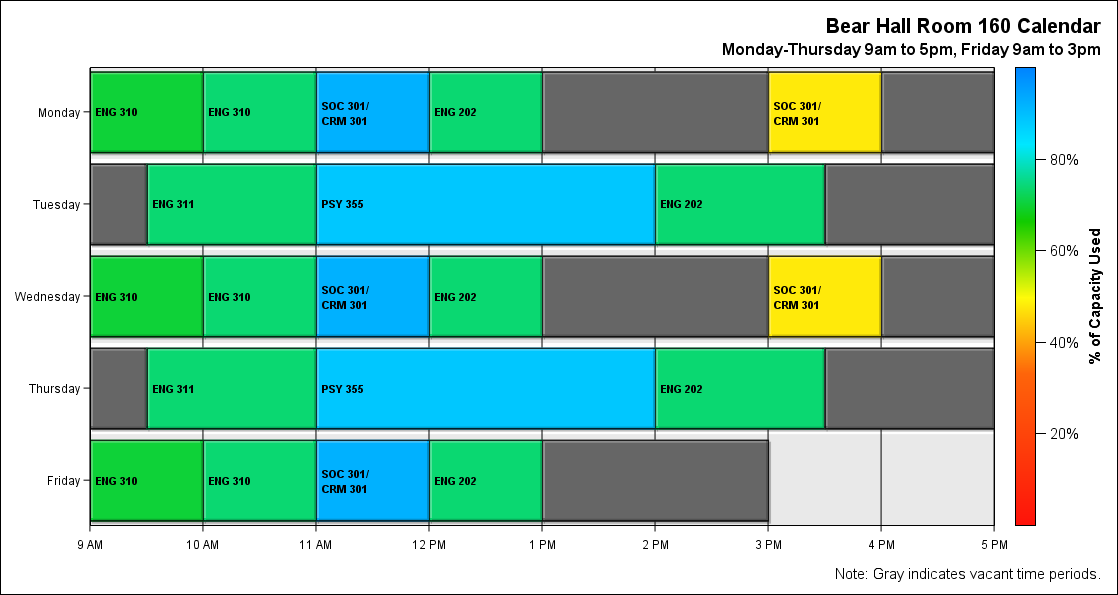 Bear Hall Room 160 Calendar
Monday-Thursday 9am to 5pm, Friday 9am to 3pm
Monday
ENG 310
ENG 310
SOC 301/
CRM 301
ENG 202
SOC 301/
CRM 301
Tuesday
ENG 311
PSY 355
ENG 202
Wednesday
ENG 310
ENG 310
SOC 301/
CRM 301
ENG 202
SOC 301/
CRM 301
Thursday
ENG 311
PSY 355
ENG 202
Friday
ENG 310
ENG 310
SOC 301/
CRM 301
ENG 202
9 AM
10 AM
11 AM
12 PM
1 PM
2 PM
3 PM
4 PM
5 PM
80%
60%
40%
20%
% of Capacity Used
Note: Gray indicates vacant time periods.